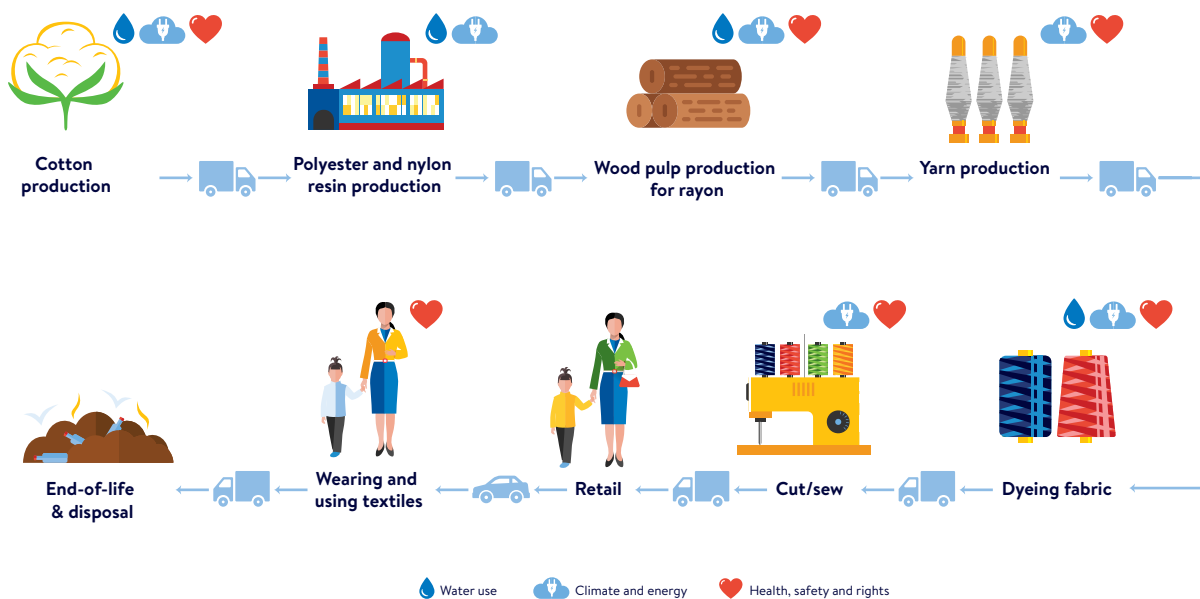 Cotton
production
Polyester and nylon
resin production
Wood pulp production
for rayon
Yarn production
End-of-life
& disposal
Wearing and
using textiles
Retail
Cut/sew
Dyeing fabric
Water use
Climate and energy
Health, safety and rights